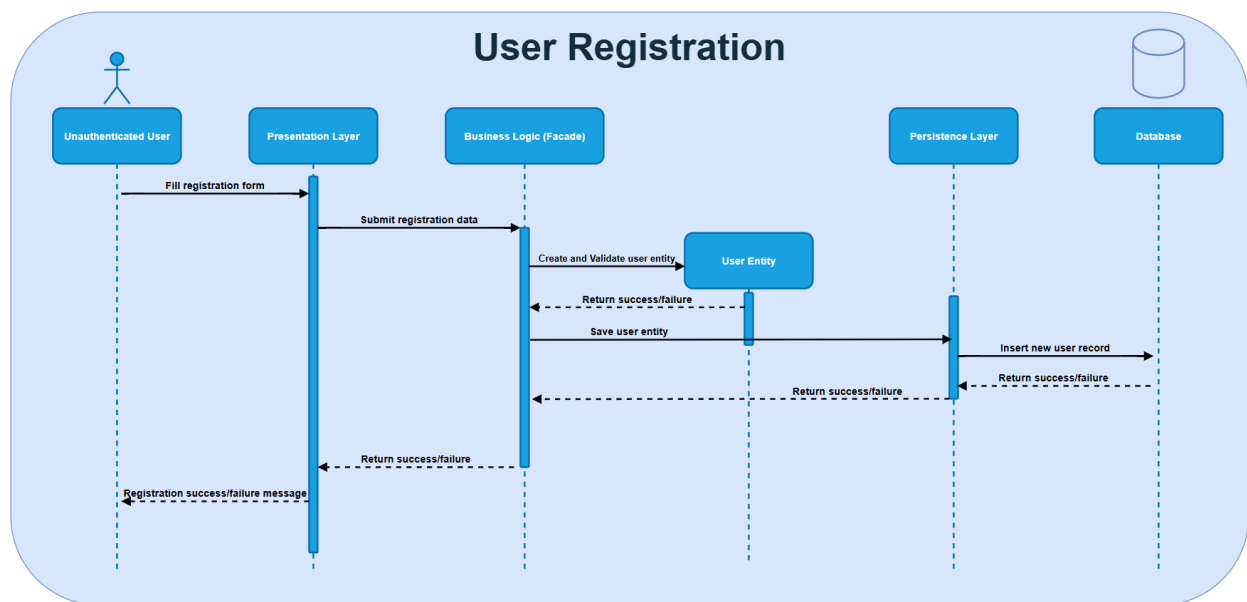 User Registration
Unauthenticated User
Presentation Layer
Business Logic (Facade)
Persistence Layer
Database
Fill registration form
Submit registration data
Create and Validate user entity
User Entity
Return success/failure
Save user entity
Insert new user record
Return success/failure
Return success/failure
Return success/failure
Registration success/failure message